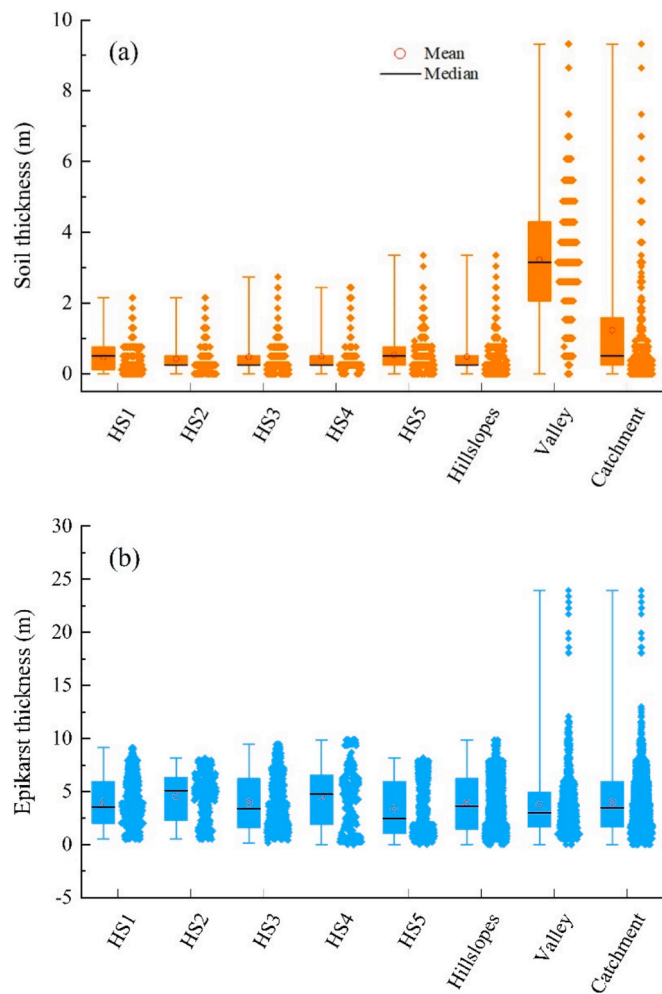 (a)
Mean
Median
Soil thickness (m)
10
8
6
4
2
0
HS1 HS2 HS3 HS4 HS5 Hillslopes Valley Catchment
(b)
Epikarst thickness (m)
30
25
20
15
10
5
0
-5
HS1 HS2 HS3 HS4 HS5 Hillslopes Valley Catchment